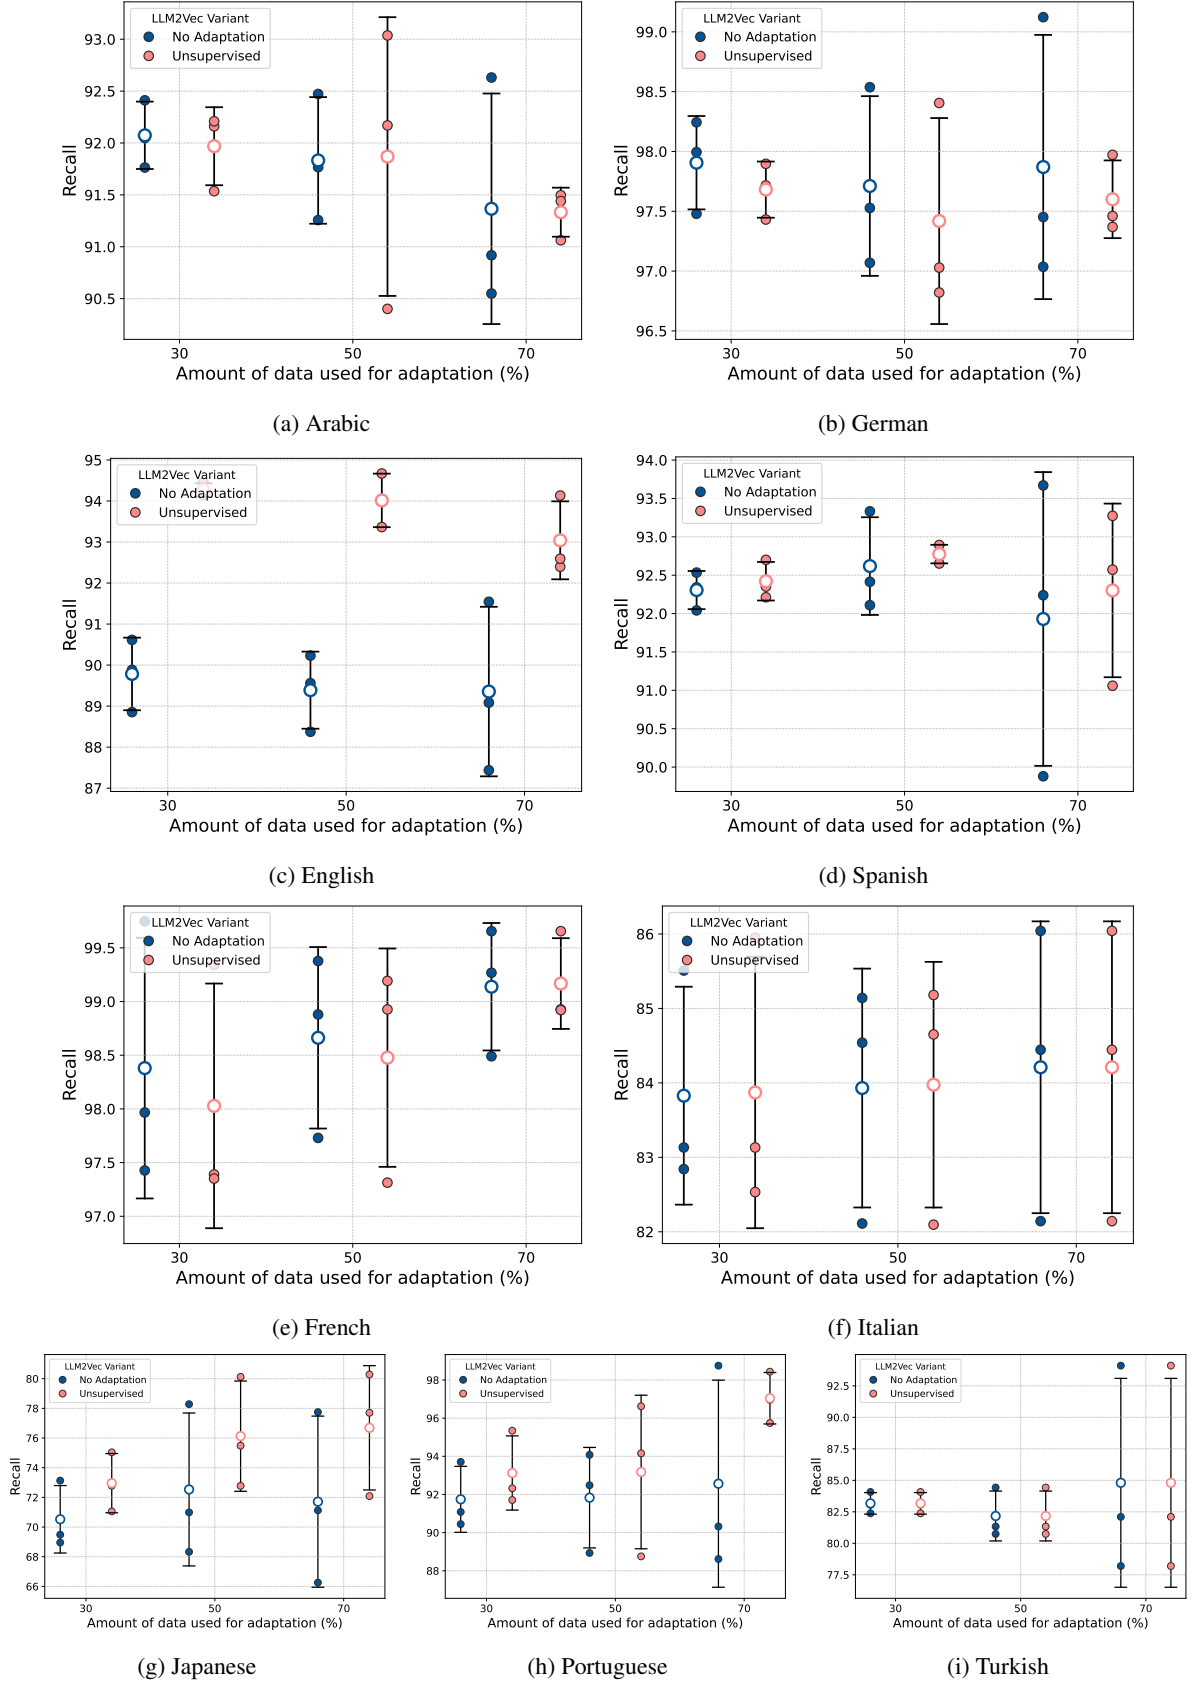 LLM2Vec Variant
No Adaptation
Unsupervised
93.0
92.5
92.0
91.5
91.0
90.5
Recall
30 50 70
Amount of data used for adaptation (%)
(a) Arabic
LLM2Vec Variant
No Adaptation
Unsupervised
99.0
98.5
98.0
97.5
97.0
96.5
Recall
30 50 70
Amount of data used for adaptation (%)
(b) German
LLM2Vec Variant
No Adaptation
Unsupervised
95
94
93
92
91
90
89
88
87
Recall
30 50 70
Amount of data used for adaptation (%)
(c) English
LLM2Vec Variant
No Adaptation
Unsupervised
94.0
93.5
93.0
92.5
92.0
91.5
91.0
90.5
90.0
Recall
30 50 70
Amount of data used for adaptation (%)
(d) Spanish
LLM2Vec Variant
No Adaptation
Unsupervised
99.5
99.0
98.5
98.0
97.5
97.0
Recall
30 50 70
Amount of data used for adaptation (%)
(e) French
LLM2Vec Variant
No Adaptation
Unsupervised
86
85
84
83
82
Recall
30 50 70
Amount of data used for adaptation (%)
(f) Italian
LLM2Vec Variant
No Adaptation
Unsupervised
80
78
76
74
72
70
68
66
Recall
30 50 70
Amount of data used for adaptation (%)
(g) Japanese
LLM2Vec Variant
No Adaptation
Unsupervised
98
96
94
92
90
88
Recall
30 50 70
Amount of data used for adaptation (%)
(h) Portuguese
LLM2Vec Variant
No Adaptation
Unsupervised
92.5
90.0
87.5
85.0
82.5
80.0
77.5
Recall
30 50 70
Amount of data used for adaptation (%)
(i) Turkish